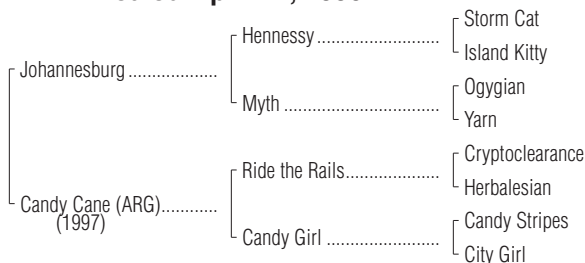 Storm Cat
Hennessy
Island Kitty
Johannesburg
Ogygian
Myth
Yarn
Cryptoclearance
Ride the Rails
Herbalesian
Candy Cane (ARG)
(1997)
Candy Stripes
Candy Girl
City Girl